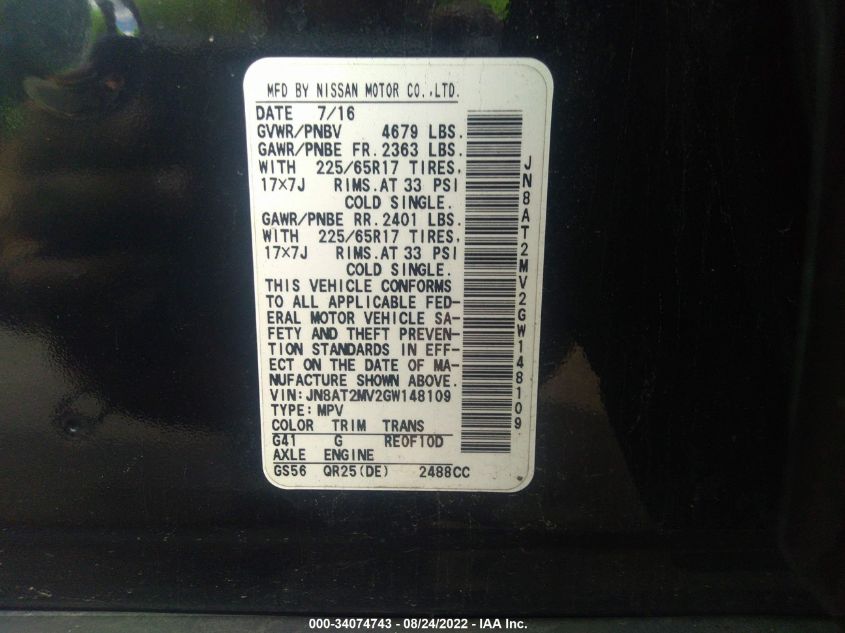 MFD BY NISSAN MOTOR CO.,LTD.
DATE 7/16
GVWR/PNBV 4679 LBS.
GAWR/PNBE FR.2363 LBS.
WITH 225/65R17 TIRES,
17×7J RIMS.AT 33 PSI
COLD SINGLE.
GAWR/PNBE RR.2401 LBS.
WITH 225/65R17 TIRES,
17×7J RIMS.AT 33 PSI
COLD SINGLE.
THIS VEHICLE CONFORMS
TO ALL APPLICABLE FED-
ERAL MOTOR VEHICLE SA-
FETY AND THEFT PREVEN-
TION STANDARDS IN EFF-
ECT ON THE DATE OF MA-
NUFACTURE SHOWN ABOVE.
VIN:JN8AT2MV2GW148109
TYPE:MPV
COLOR TRIM TRANS
G41 G RE0F10D
AXLE ENGINE
GS56 QR25(DE) 2488CC
JN8AT2MV2GW148109
000-34074743 - 08/24/2022 - IAA Inc.